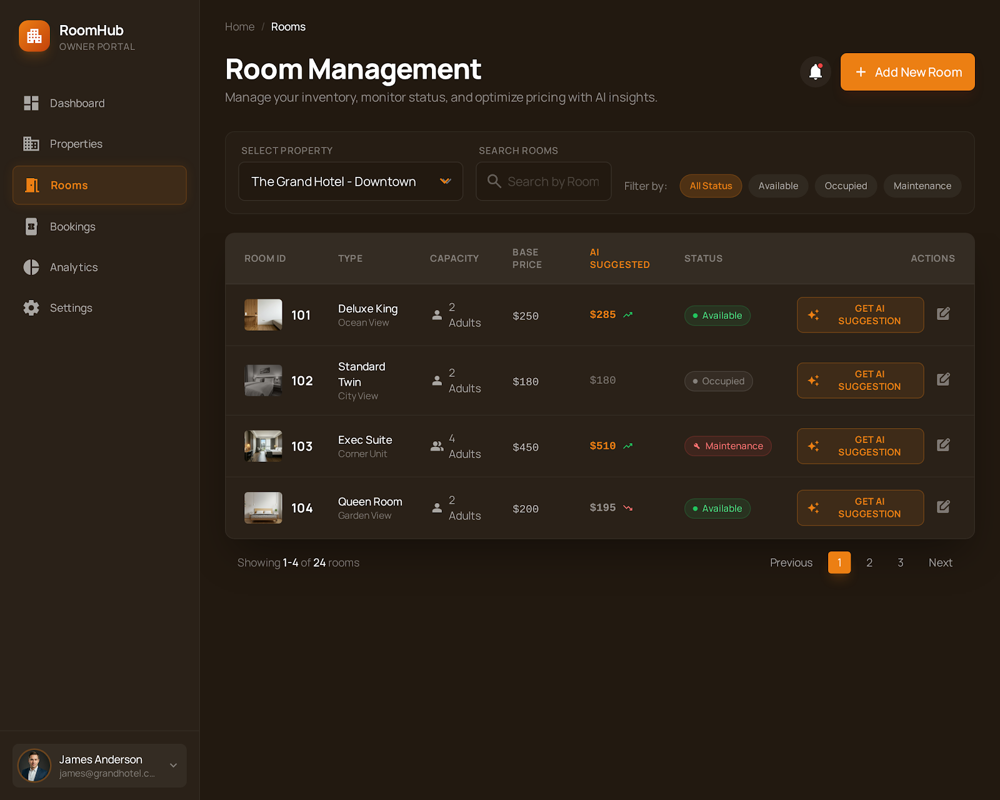 RoomHub
OWNER PORTAL
Dashboard
Properties
Rooms
Bookings
Analytics
Settings
James Anderson
james@grandhotel.c...
Home / Rooms
Room Management
Manage your inventory, monitor status, and optimize pricing with AI insights.
Add New Room
SELECT PROPERTY
The Grand Hotel - Downtown
SEARCH ROOMS
Search by Room
Filter by:
All Status
Available
Occupied
Maintenance
ROOM ID
TYPE
CAPACITY
BASE
PRICE
AI
SUGGESTED
STATUS
ACTIONS
101
Deluxe King
Ocean View
2
Adults
$250
$285
Available
GET AI
SUGGESTION
102
Standard
Twin
City View
2
Adults
$180
$180
Occupied
GET AI
SUGGESTION
103
Exec Suite
Corner Unit
4
Adults
$450
$510
Maintenance
GET AI
SUGGESTION
104
Queen Room
Garden View
2
Adults
$200
$195
Available
GET AI
SUGGESTION
Showing 1-4 of 24 rooms
Previous
1
2
3
Next